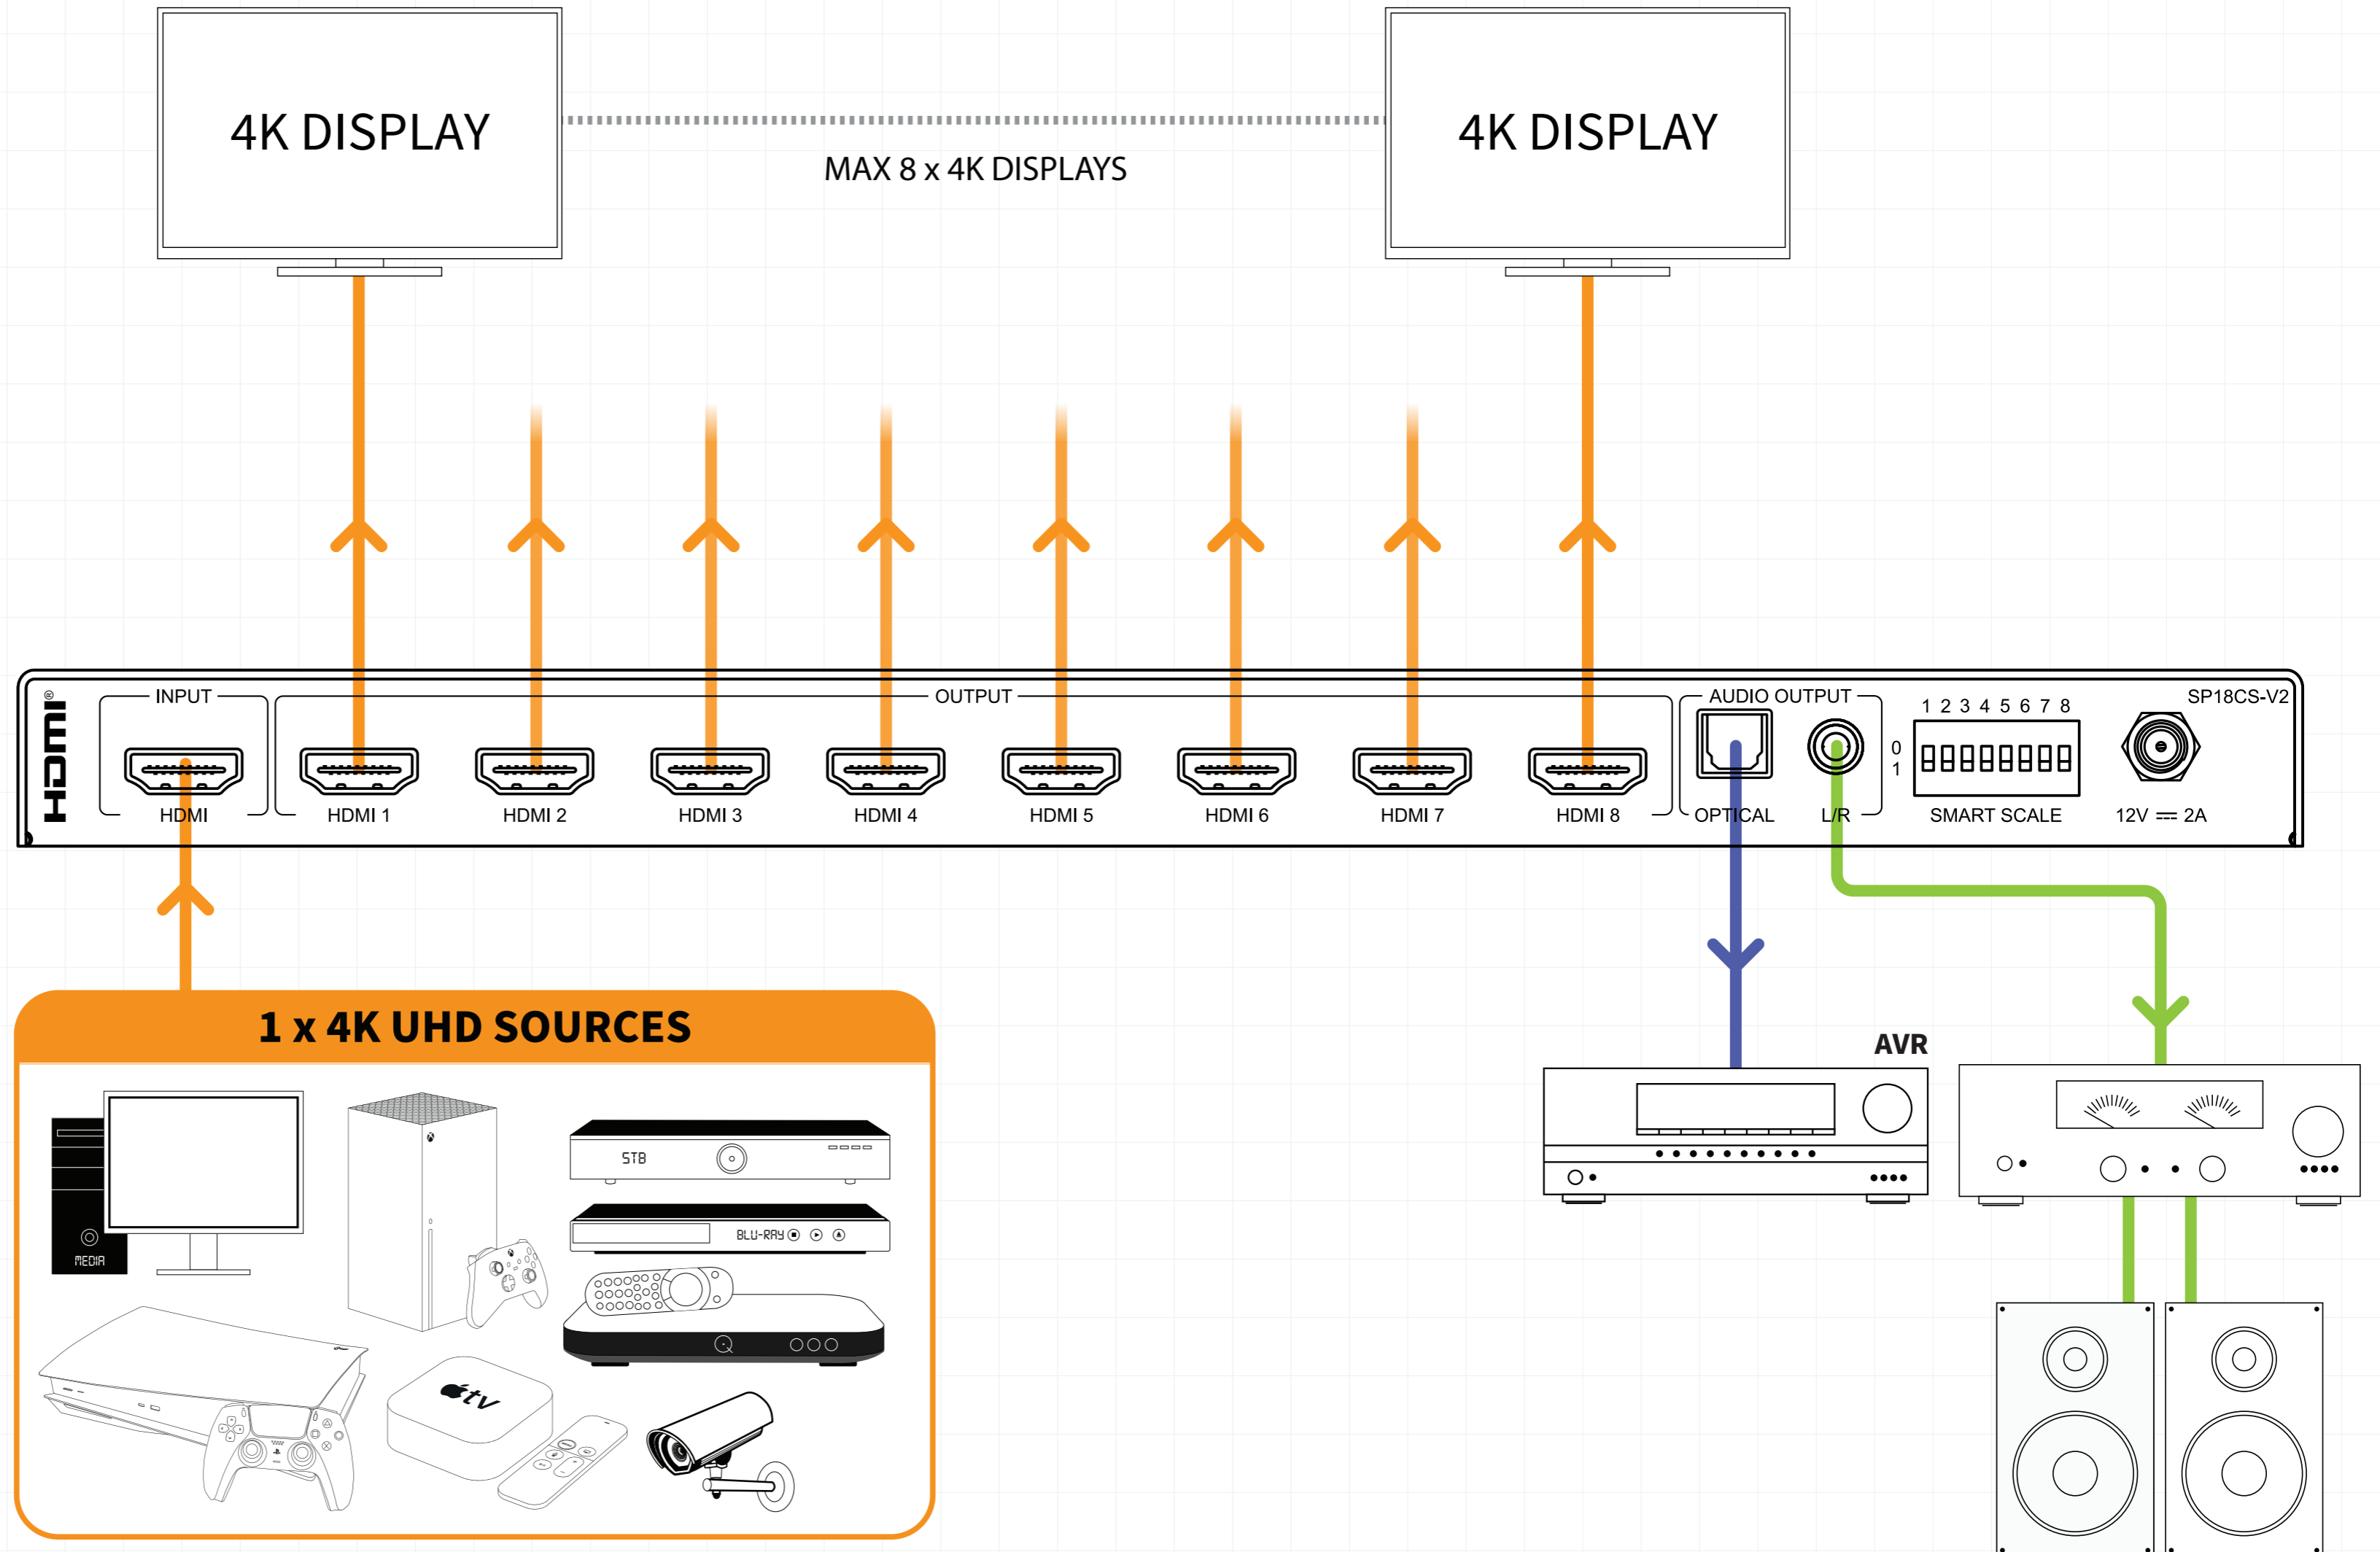 4K DISPLAY
4K DISPLAY
MAX 8 x 4K DISPLAYS
HDMI®
INPUT
OUTPUT
AUDIO OUTPUT
SP18CS-V2
1 2 3 4 5 6 7 8
0
1
HDMI
HDMI 1
HDMI 2
HDMI 3
HDMI 4
HDMI 5
HDMI 6
HDMI 7
HDMI 8
OPTICAL
L/R
SMART SCALE
12V ⎓ 2A
1 x 4K UHD SOURCES
AVR
STB
BLU-RAY
MEDIA
Q
tv